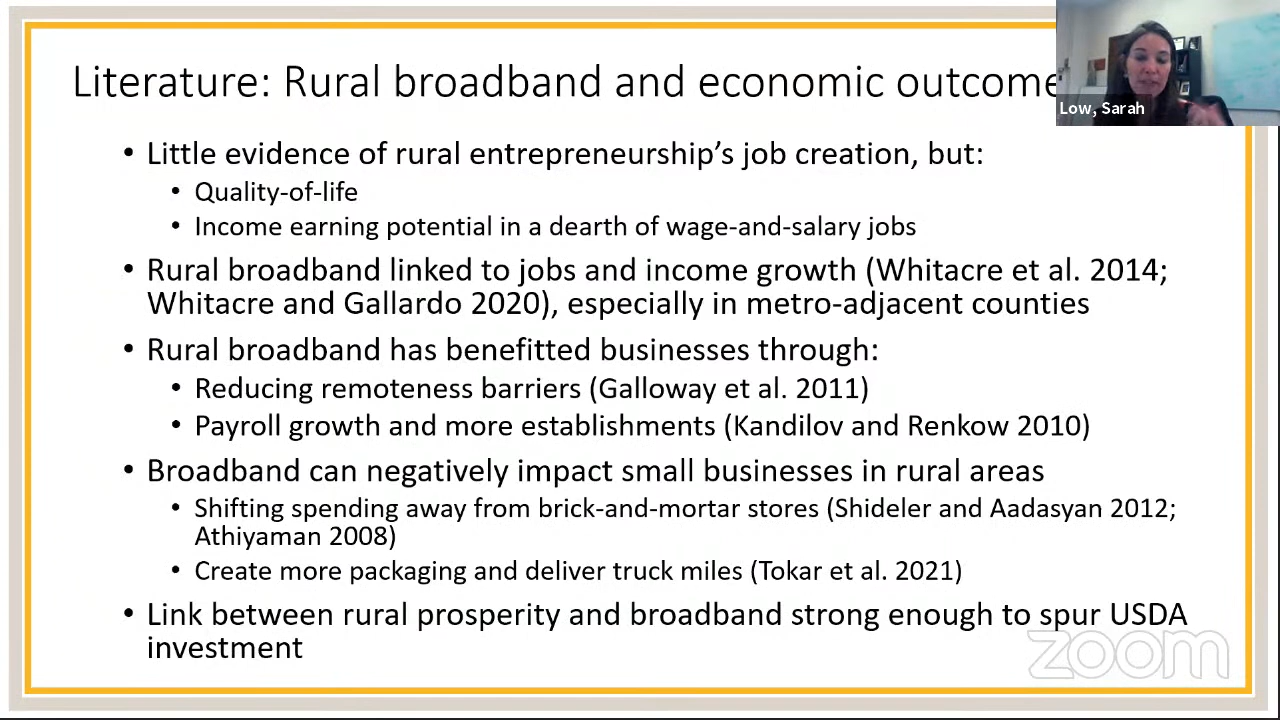 Literature: Rural broadband and economic outcome
Low, Sarah
• Little evidence of rural entrepreneurship’s job creation, but:
• Quality-of-life
• Income earning potential in a dearth of wage-and-salary jobs
• Rural broadband linked to jobs and income growth (Whitacre et al. 2014;
Whitacre and Gallardo 2020), especially in metro-adjacent counties
• Rural broadband has benefitted businesses through:
• Reducing remoteness barriers (Galloway et al. 2011)
• Payroll growth and more establishments (Kandilov and Renkow 2010)
• Broadband can negatively impact small businesses in rural areas
• Shifting spending away from brick-and-mortar stores (Shideler and Aadasyan 2012;
Athiyaman 2008)
• Create more packaging and deliver truck miles (Tokar et al. 2021)
• Link between rural prosperity and broadband strong enough to spur USDA
investment
zoom